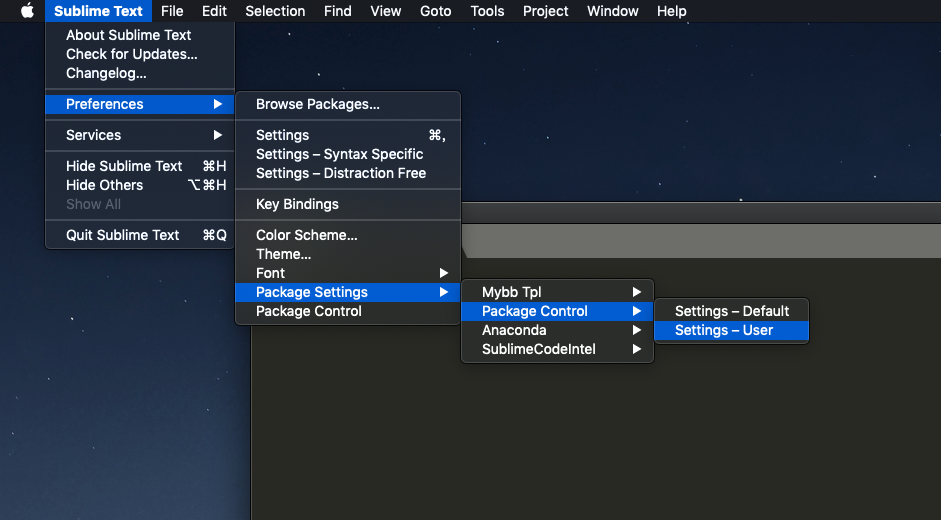 Sublime Text File Edit Selection Find View Goto Tools Project Window Help
About Sublime Text
Check for Updates...
Changelog...
Preferences
Services
Hide Sublime Text ⌘H
Hide Others ⌥⌘H
Show All
Quit Sublime Text ⌘Q
Browse Packages...
Settings ⌘,
Settings – Syntax Specific
Settings – Distraction Free
Key Bindings
Color Scheme...
Theme...
Font
Package Settings
Package Control
Mybb Tpl
Package Control
Anaconda
SublimeCodeIntel
Settings – Default
Settings – User